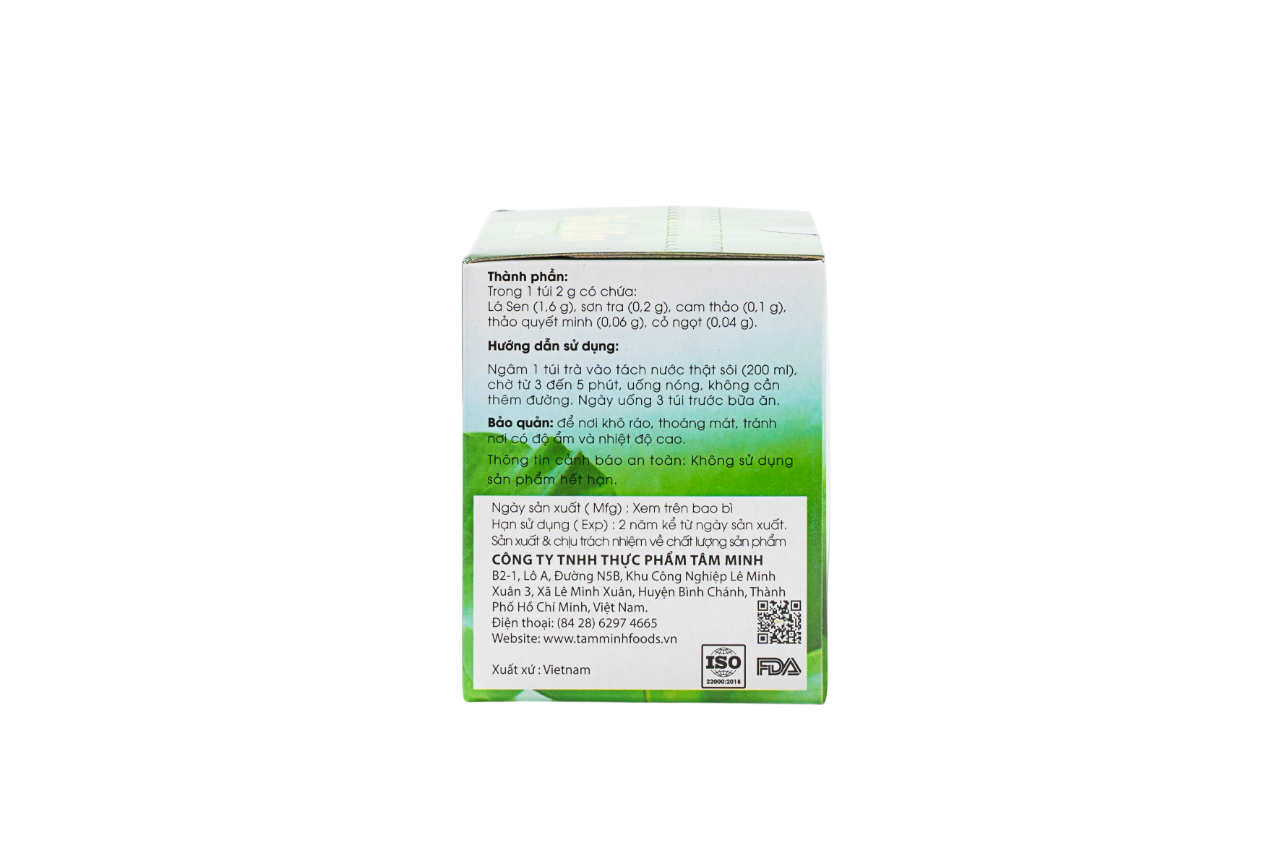 Thành phần:
Trong 1 túi 2 g có chứa:
Lá Sen (1,6 g), sơn tra (0,2 g), cam thảo (0,1 g),
thảo quyết minh (0,06 g), cỏ ngọt (0,04 g).
Hướng dẫn sử dụng:
Ngâm 1 túi trà vào tách nước thật sôi (200 ml),
chờ từ 3 đến 5 phút, uống nóng, không cần
thêm đường. Ngày uống 3 túi trước bữa ăn.
Bảo quản: để nơi khô ráo, thoáng mát, tránh
nơi có độ ẩm và nhiệt độ cao.
Thông tin cảnh báo an toàn: Không sử dụng
sản phẩm hết hạn.
Ngày sản xuất ( Mfg) : Xem trên bao bì
Hạn sử dụng ( Exp) : 2 năm kể từ ngày sản xuất.
Sản xuất & chịu trách nhiệm về chất lượng sản phẩm
CÔNG TY TNHH THỰC PHẨM TÂM MINH
B2-1, Lô A, Đường N5B, Khu Công Nghiệp Lê Minh
Xuân 3, Xã Lê Minh Xuân, Huyện Bình Chánh, Thành
Phố Hồ Chí Minh, Việt Nam.
Điện thoại: (84 28) 6297 4665
Website: www.tamminhfoods.vn
Xuất xứ : Vietnam
ISO
22000:2018
FDA